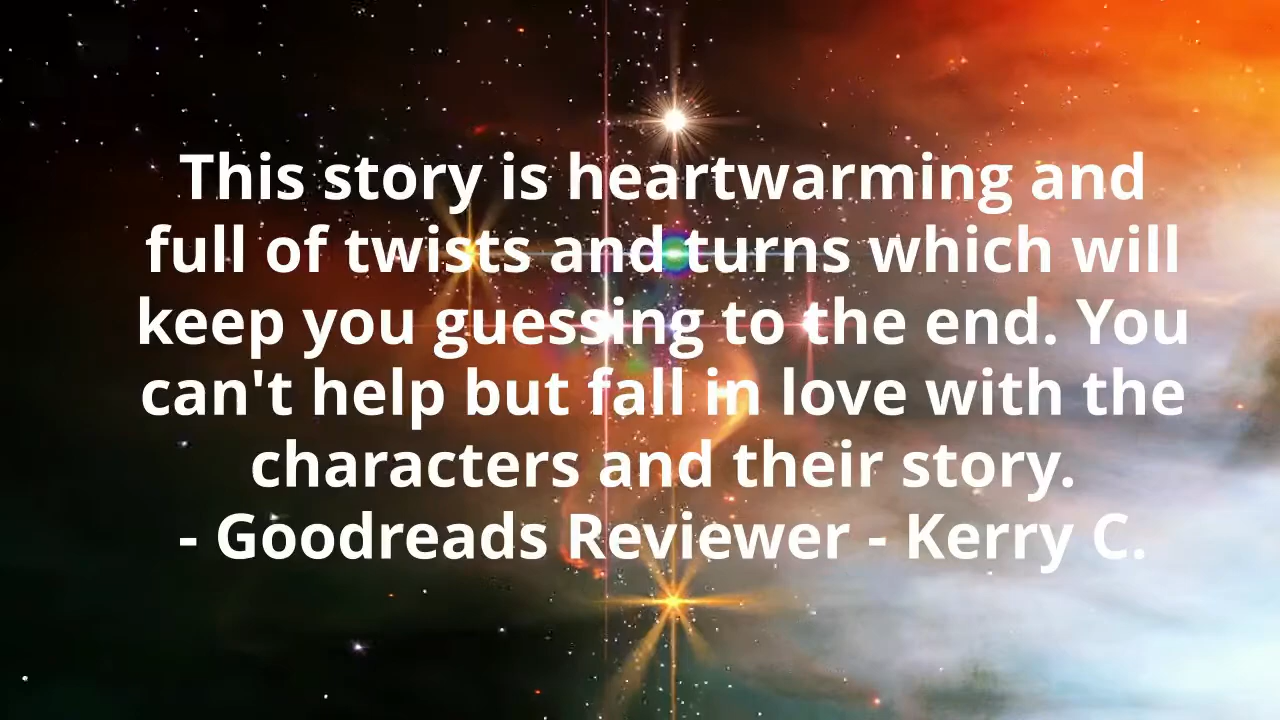 This story is heartwarming and
full of twists and turns which will
keep you guessing to the end. You
can't help but fall in love with the
characters and their story.
- Goodreads Reviewer - Kerry C.